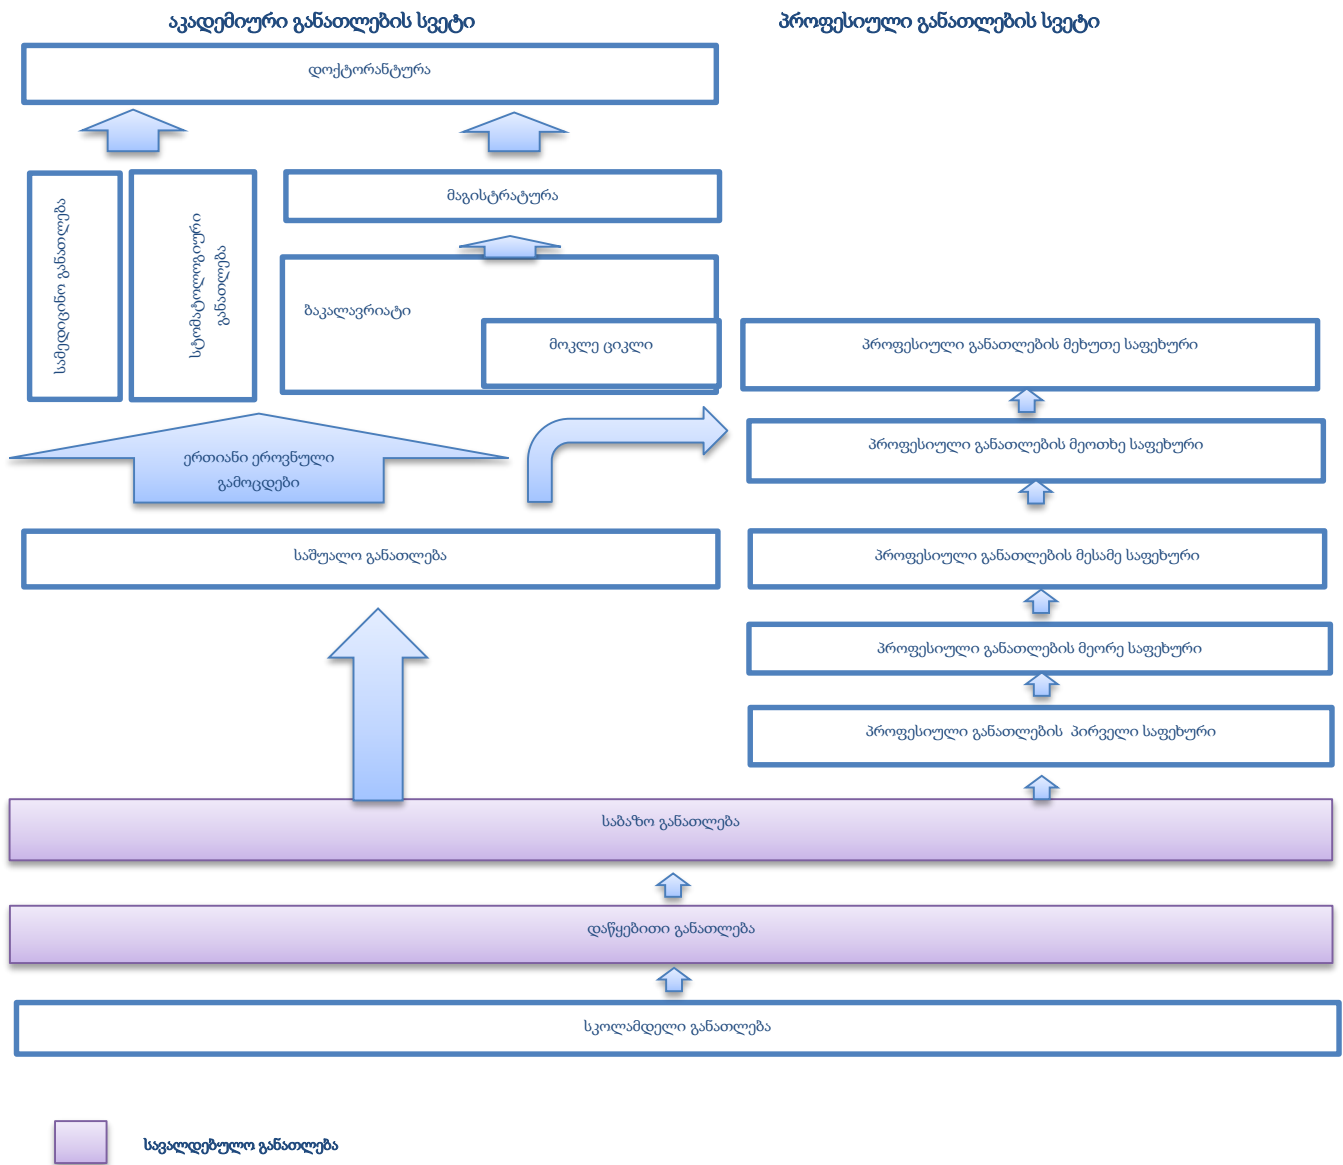 აკადემიური განათლების სვეტი
პროფესიული განათლების სვეტი
დოქტორანტურა
სამედიცინო განათლება
სტომატოლოგიური
განათლება
მაგისტრატურა
ბაკალავრიატი
მოკლე ციკლი
პროფესიული განათლების მეხუთე საფეხური
პროფესიული განათლების მეოთხე საფეხური
ერთიანი ეროვნული
გამოცდები
საშუალო განათლება
პროფესიული განათლების მესამე საფეხური
პროფესიული განათლების მეორე საფეხური
პროფესიული განათლების პირველი საფეხური
საბაზო განათლება
დაწყებითი განათლება
სკოლამდელი განათლება
სავალდებულო განათლება